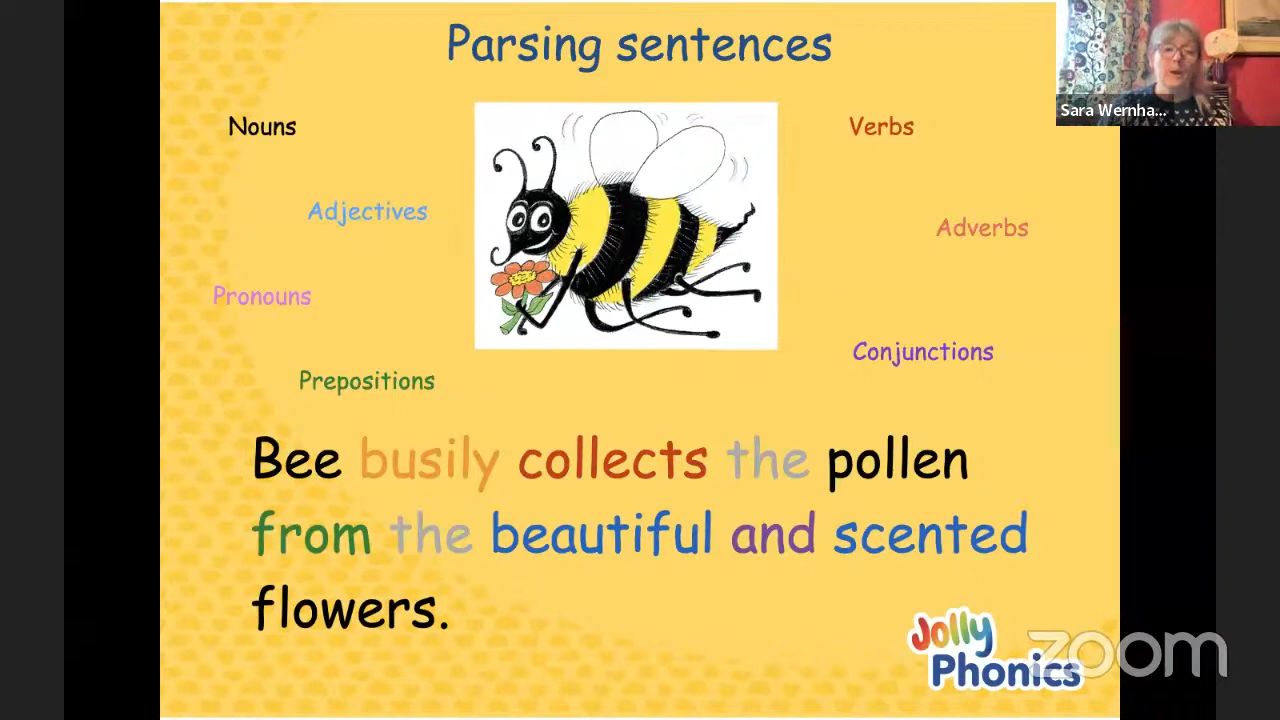 Parsing sentences
Sara Wernha...
Nouns
Verbs
Adjectives
Adverbs
Pronouns
Conjunctions
Prepositions
Bee busily collects the pollen
from the beautiful and scented
flowers.
Jolly
Phonics
zoom